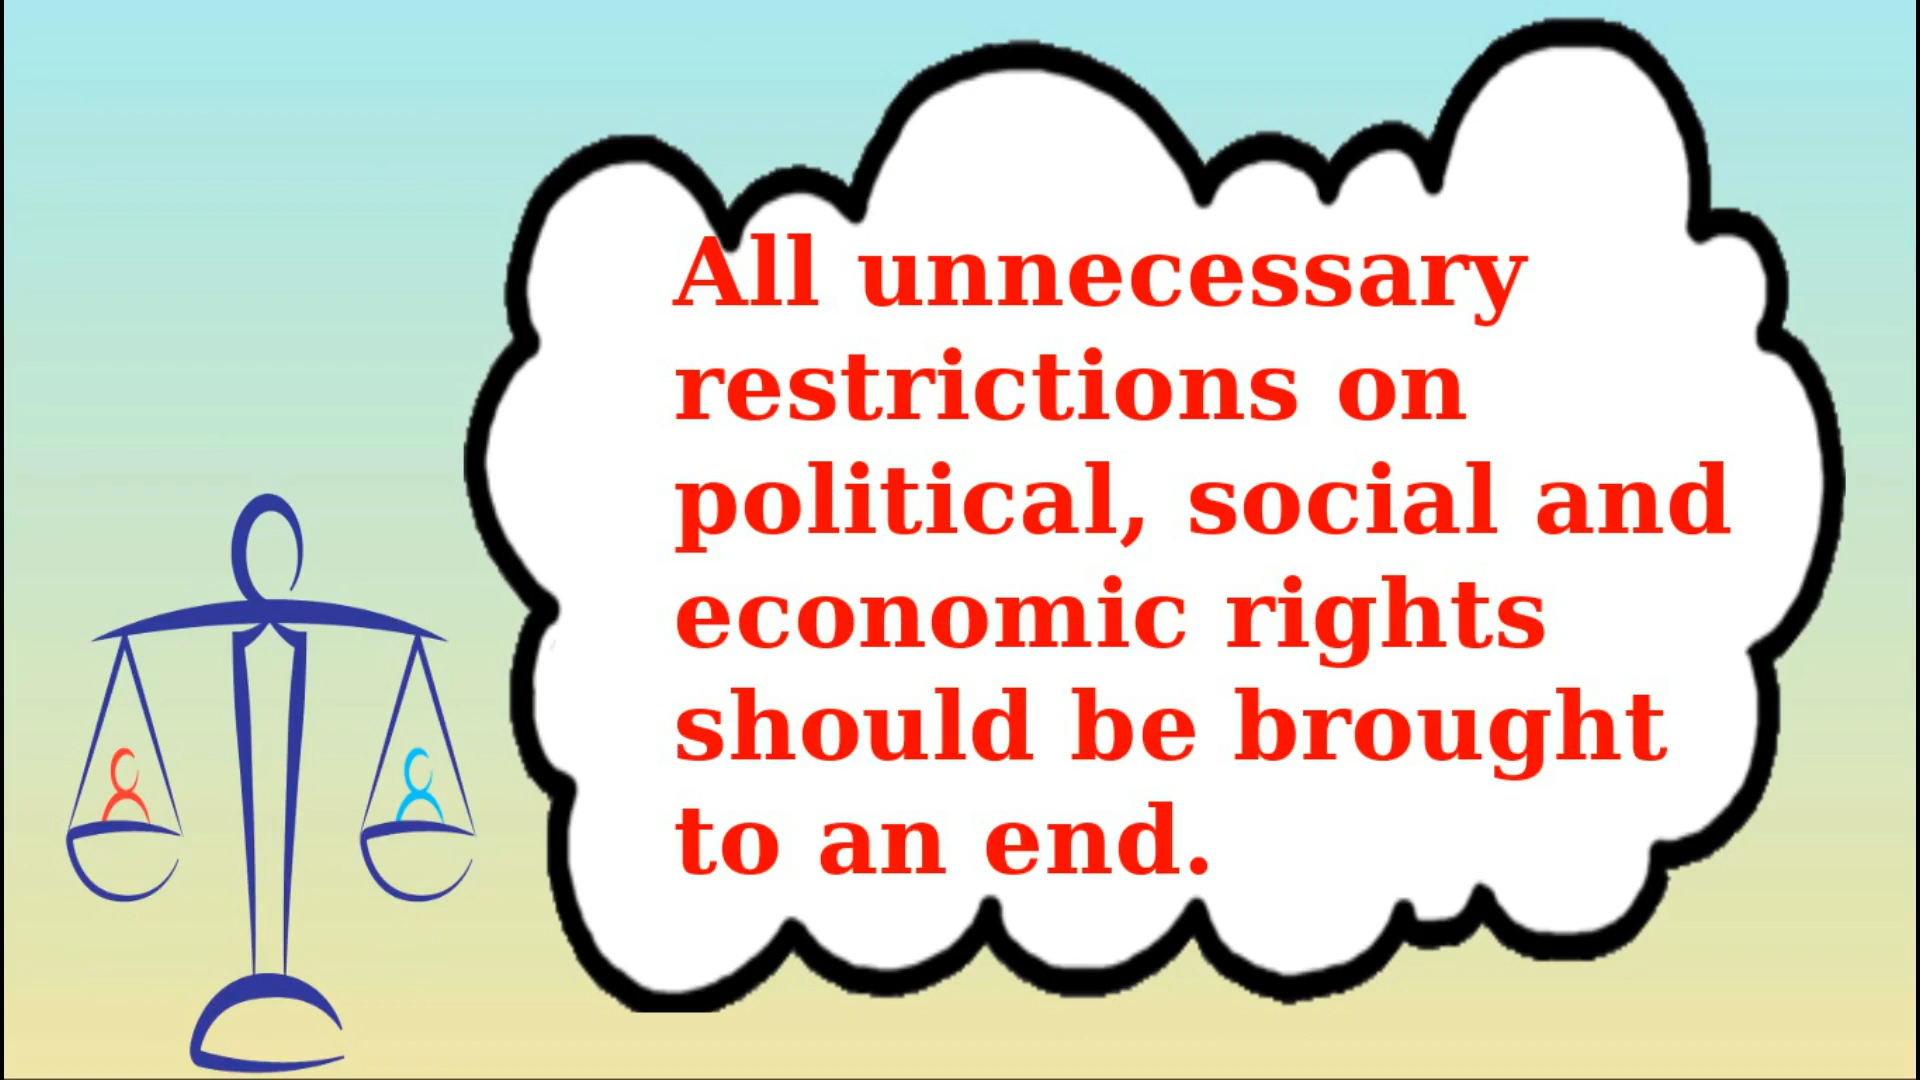 All unnecessary
restrictions on
political, social and
economic rights
should be brought
to an end.